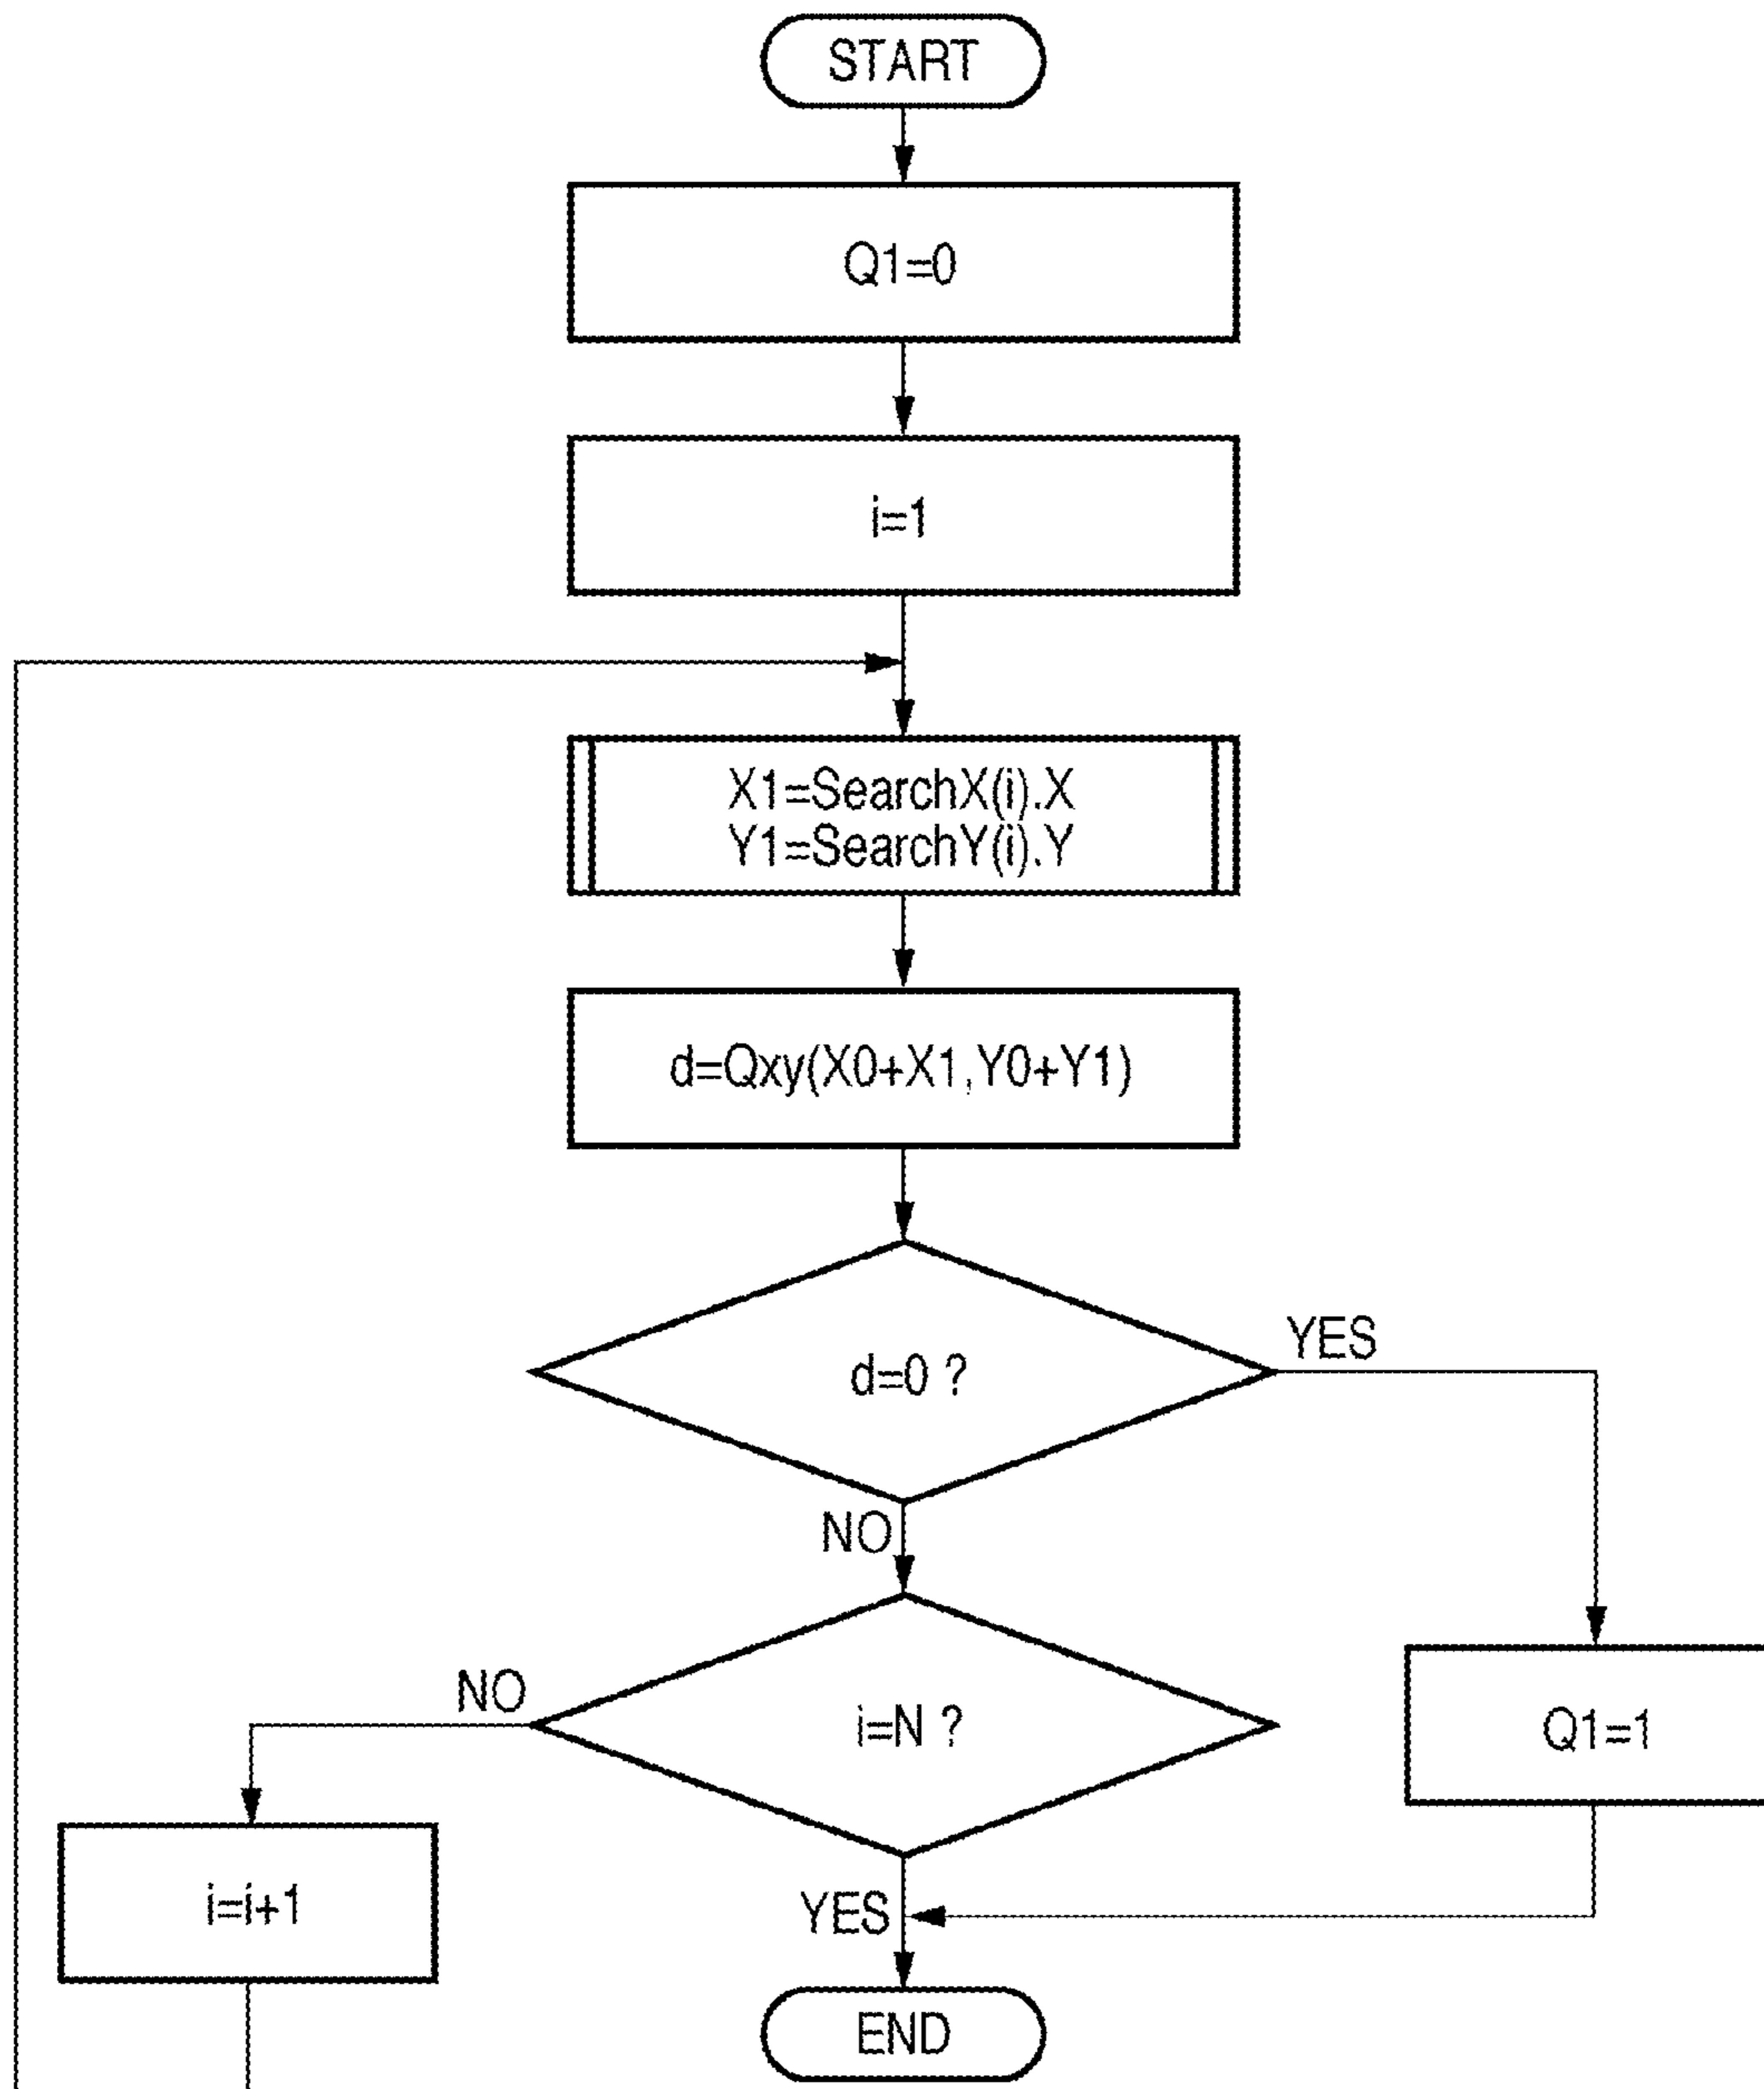 START
Q1=0
i=1
X1=SearchX(i).X
Y1=SearchY(i).Y
d=Qxy(X0+X1,Y0+Y1)
d=0 ?
YES
NO
i=N ?
NO
Q1=1
i=i+1
YES
END